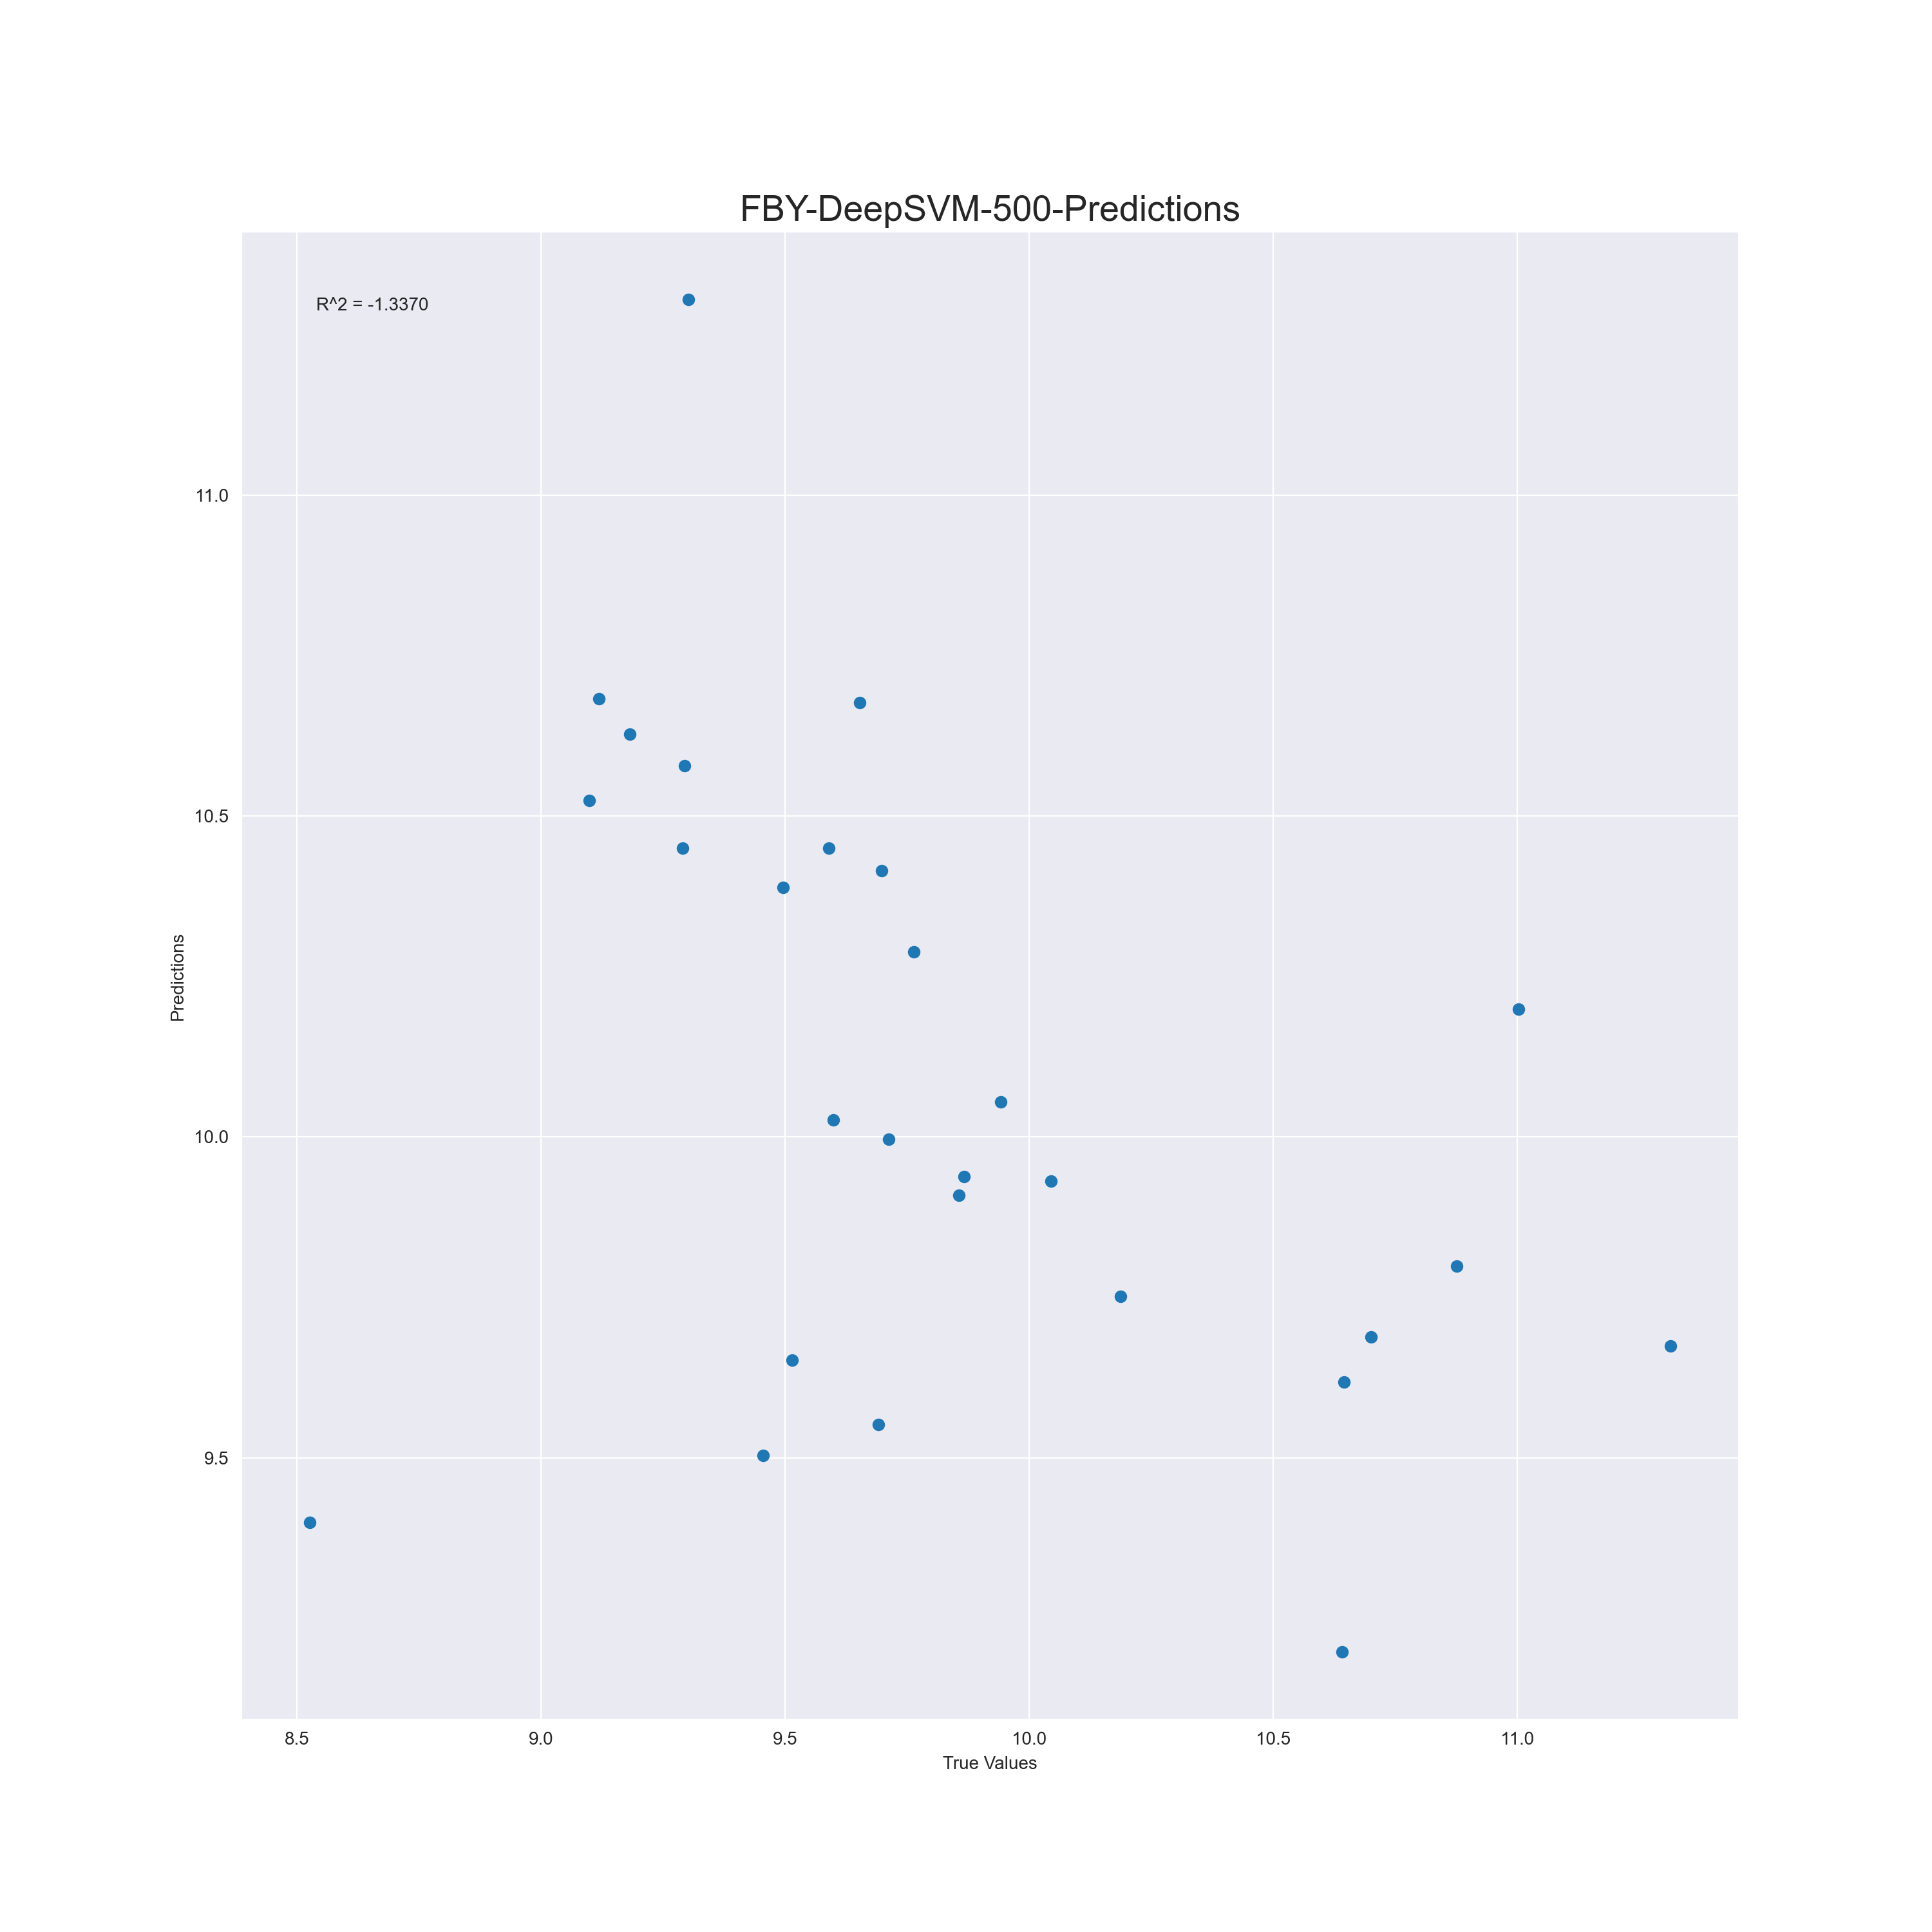 FBY-DeepSVM-500-Predictions
R^2 = -1.3370
11.0
10.5
10.0
9.5
Predictions
8.5 9.0 9.5 10.0 10.5 11.0
True Values